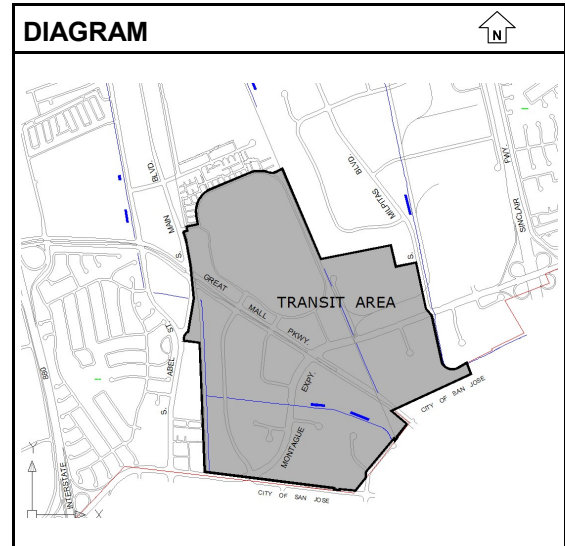 DIAGRAM
N
S. MAIN BLVD.
S. MILPITAS BLVD.
SINCLAIR FWY.
GREAT MALL PKWY.
TRANSIT AREA
S. ABEL ST.
MONTAGUE EXPY.
INTERSTATE 680
CITY OF SAN JOSE
CITY OF SAN JOSE
Y
X